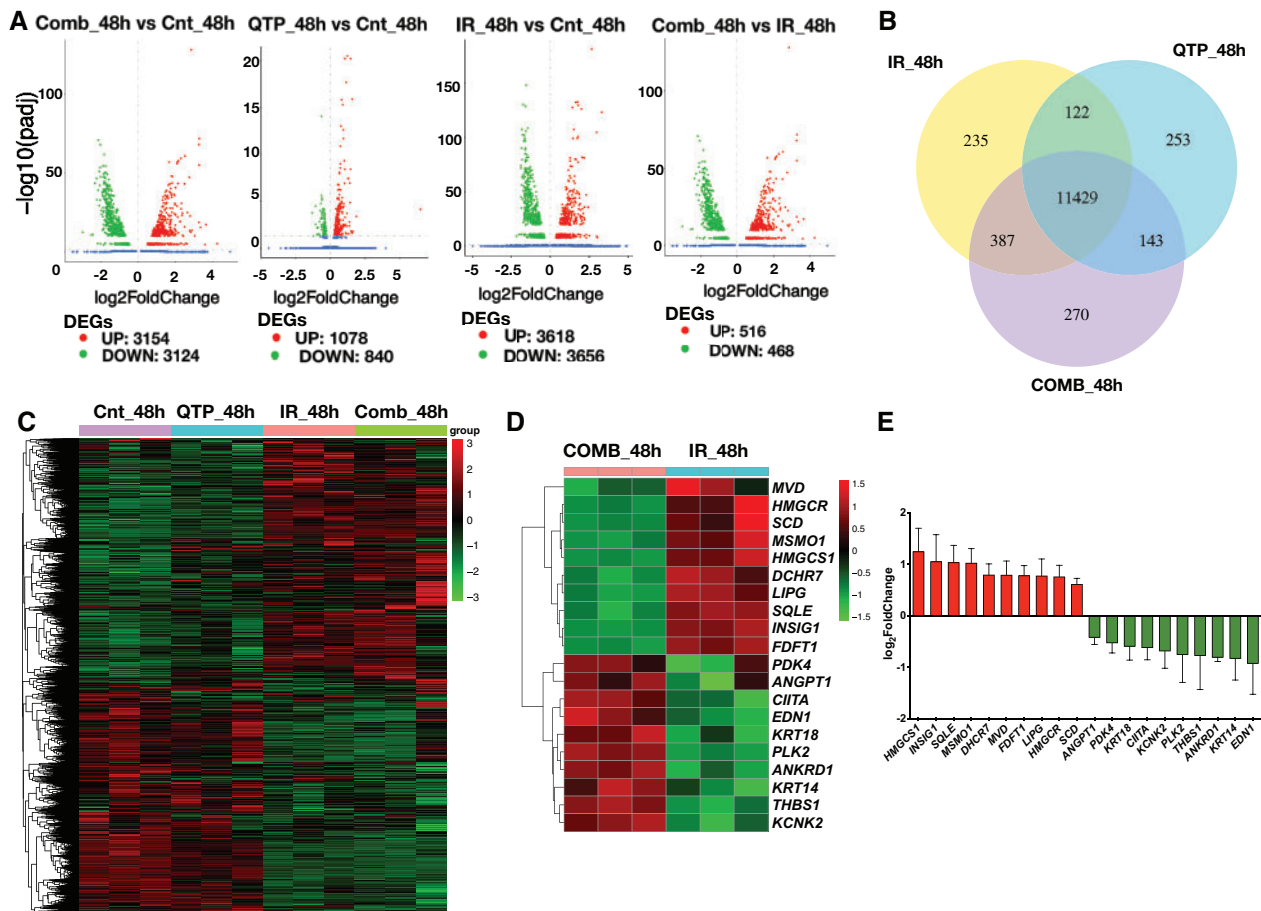 A
Comb_48h vs Cnt_48h
QTP_48h vs Cnt_48h
IR_48h vs Cnt_48h
Comb_48h vs IR_48h
−log10(padj)
100
50
0
-2
0
2
4
log2FoldChange
20
15
10
5
0
-5
0
5
log2FoldChange
150
100
50
0
-5
-2.5
0
2.5
5
log2FoldChange
100
50
0
-2
0
2
4
log2FoldChange
DEGs
UP: 3154
DOWN: 3124
DEGs
UP: 1078
DOWN: 840
DEGs
UP: 3618
DOWN: 3656
DEGs
UP: 516
DOWN: 468
B
IR_48h
QTP_48h
235
122
253
11429
387
143
270
COMB_48h
C
Cnt_48h QTP_48h IR_48h Comb_48h
group
3
2
1
0
−1
−2
−3
D
COMB_48h IR_48h
MVD
HMGCR
SCD
MSMO1
HMGCS1
DCHR7
LIPG
SQLE
INSIG1
FDFT1
PDK4
ANGPT1
CIITA
EDN1
KRT18
PLK2
ANKRD1
KRT14
THBS1
KCNK2
1.5
1
0.5
0
−0.5
−1
−1.5
E
log2FoldChange
2
1
0
-1
-2
HMGCS1
INSIG1
SQLE
MSMO1
DHCR7
MVD
FDFT1
LIPG
HMGCR
SCD
ANGPT1
PDK4
KRT18
CIITA
KCNK2
PLK2
THBS1
ANKRD1
KRT14
EDN1